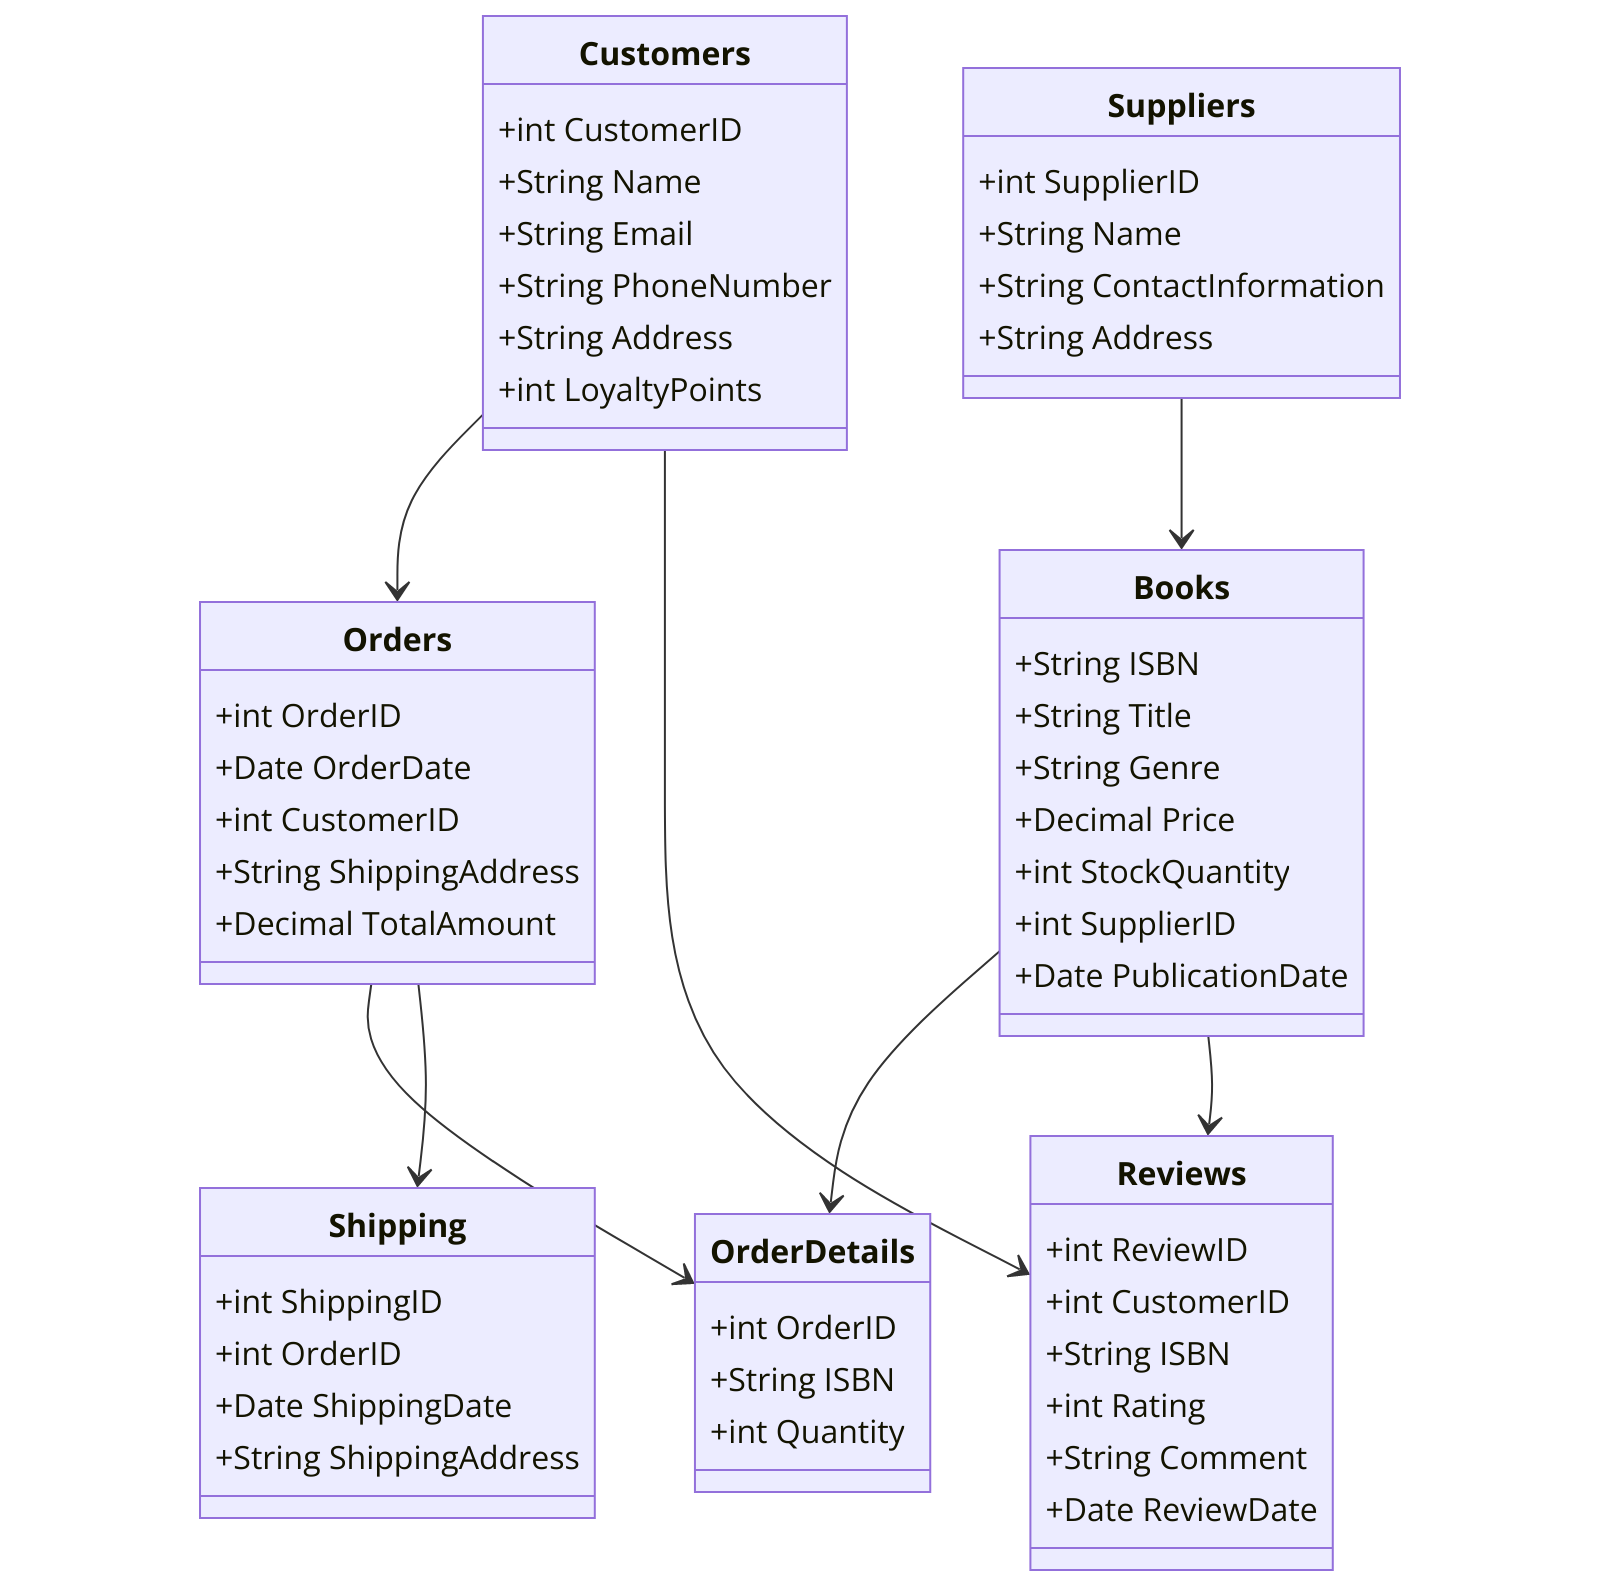 Customers
+int CustomerID
+String Name
+String Email
+String PhoneNumber
+String Address
+int LoyaltyPoints
Suppliers
+int SupplierID
+String Name
+String ContactInformation
+String Address
Orders
+int OrderID
+Date OrderDate
+int CustomerID
+String ShippingAddress
+Decimal TotalAmount
Books
+String ISBN
+String Title
+String Genre
+Decimal Price
+int StockQuantity
+int SupplierID
+Date PublicationDate
Shipping
+int ShippingID
+int OrderID
+Date ShippingDate
+String ShippingAddress
OrderDetails
+int OrderID
+String ISBN
+int Quantity
Reviews
+int ReviewID
+int CustomerID
+String ISBN
+int Rating
+String Comment
+Date ReviewDate